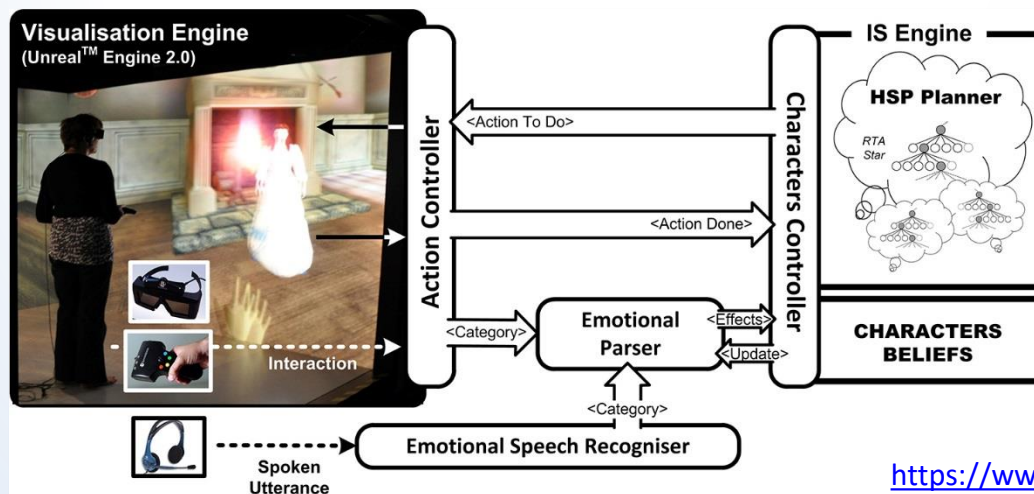 Visualisation Engine
(Unreal™ Engine 2.0)
Interaction
Action Controller
<Action To Do>
<Action Done>
<Category>
Emotional
Parser
<Effects>
<Update>
<Category>
Emotional Speech Recogniser
Spoken
Utterance
Characters Controller
IS Engine
HSP Planner
RTA
Star
CHARACTERS
BELIEFS
https://ww